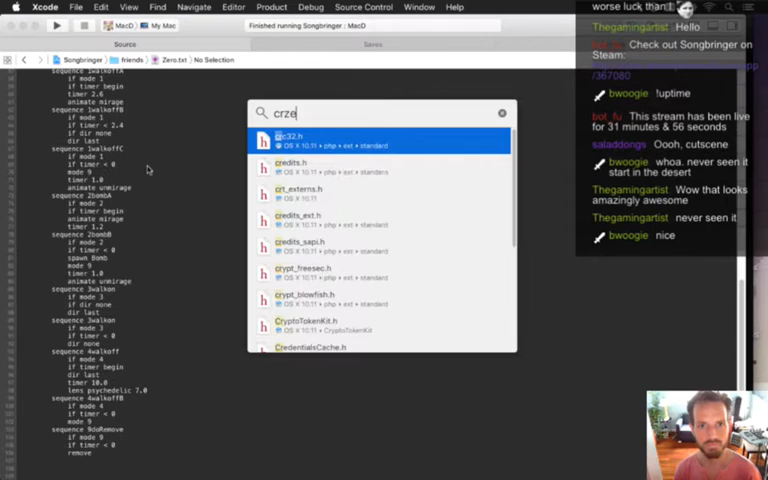 Xcode File Edit View Find Navigate Editor Product Debug Source Control Window Help
MacD My Mac
Finished running Songbringer : MacD
Source
Saves
Songbringer friends Zero.txt No Selection
sequence 1walkoffA
if mode 1
if timer begin
timer 2.6
animate mirage
sequence 1walkoffB
if mode 1
if timer < 2.4
if dir none
dir last
sequence 1walkoffC
if mode 1
if timer < 0
mode 9
timer 1.0
animate unmirage
sequence 2bombA
if mode 2
if timer begin
animate mirage
timer 1.2
sequence 2bombB
if mode 2
if timer < 0
spawn Bomb
mode 9
timer 1.0
animate unmirage
sequence 3walkon
if mode 3
if dir none
dir last
sequence 3walkon
if mode 3
if timer < 0
dir none
sequence 4walkoff
if mode 4
if timer begin
dir last
timer 10.0
lens psychedelic 7.0
sequence 4walkoffB
if mode 4
if timer < 0
mode 9
sequence 9doRemove
if mode 9
if timer < 0
remove
crze
crc32.h
OS X 10.11 ▸ php ▸ ext ▸ standard
credits.h
OS X 10.11 ▸ php ▸ ext ▸ standard
crt_externs.h
OS X 10.11
credits_ext.h
OS X 10.11 ▸ php ▸ ext ▸ standard
credits_sapi.h
OS X 10.11 ▸ php ▸ ext ▸ standard
crypt_freesec.h
OS X 10.11 ▸ php ▸ ext ▸ standard
crypt_blowfish.h
OS X 10.11 ▸ php ▸ ext ▸ standard
CryptoTokenKit.h
OS X 10.11 ▸ CryptoTokenKit
CredentialsCache.h
worse luck than
Thegamingartist Hello
Check out Songbringer on
Steam:
/367080
bwoogie !uptime
bot_fu This stream has been live
for 31 minutes & 56 seconds
saladdongs Oooh, cutscene
bwoogie whoa. never seen it
start in the desert
Thegamingartist Wow that looks
amazingly awesome
Thegamingartist never seen it
bwoogie nice